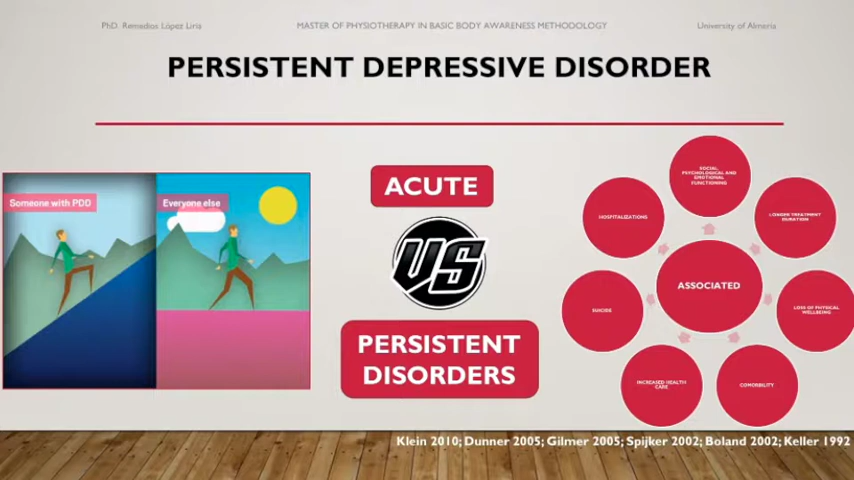 PhD. Remedios López Liria
MASTER OF PHYSIOTHERAPY IN BASIC BODY AWARENESS METHODOLOGY
University of Almeria
PERSISTENT DEPRESSIVE DISORDER
Someone with PDD
Everyone else
ACUTE
VS
PERSISTENT
DISORDERS
SOCIAL,
PSYCHOLOGICAL AND
EMOTIONAL
FUNCTIONING
LONGER TREATMENT
DURATION
LOSS OF PHYSICAL
WELLBEING
COMORBILITY
INCREASED HEALTH
CARE
SUICIDE
HOSPITALIZATIONS
ASSOCIATED
Klein 2010; Dunner 2005; Gilmer 2005; Spijker 2002; Boland 2002; Keller 1992